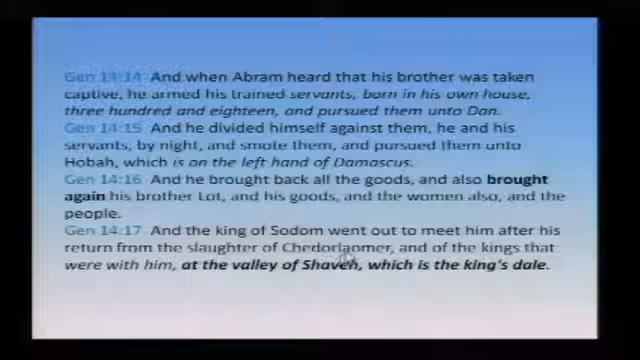 Gen 14:14 And when Abram heard that his brother was taken
captive, he armed his trained servants, born in his own house,
three hundred and eighteen, and pursued them unto Dan.
Gen 14:15 And he divided himself against them, he and his
servants, by night, and smote them, and pursued them unto
Hobah, which is on the left hand of Damascus.
Gen 14:16 And he brought back all the goods, and also brought
again his brother Lot, and his goods, and the women also, and the
people.
Gen 14:17 And the king of Sodom went out to meet him after his
return from the slaughter of Chedorlaomer, and of the kings that
were with him, at the valley of Shaveh, which is the king's dale.